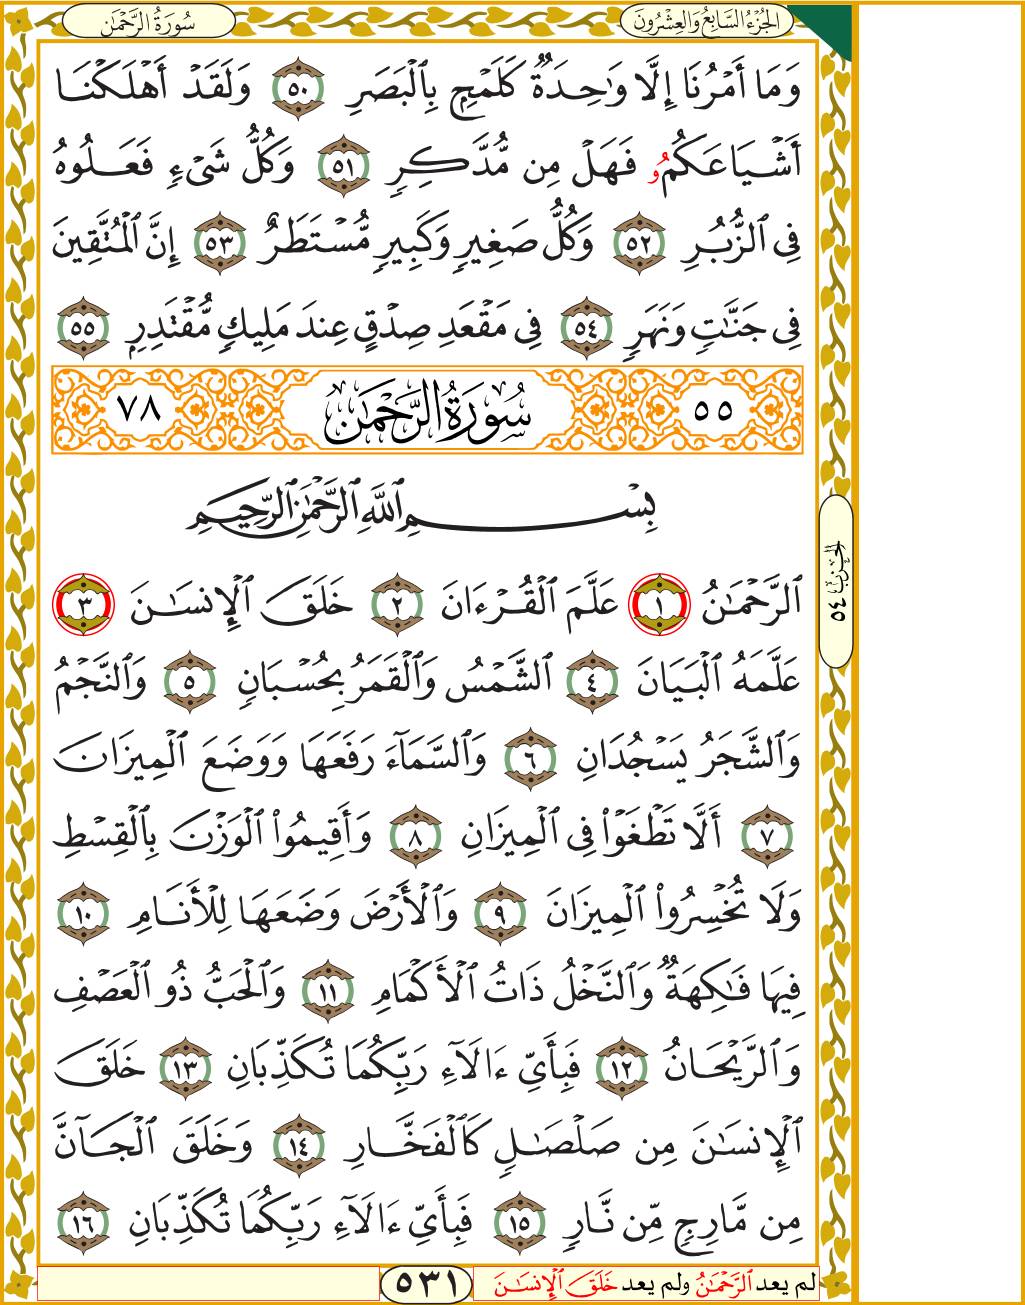 الجُزْءُ السَّابِعُ وَالعِشْرُونَ
سُورَةُ الرَّحْمَٰن
وَمَا أَمْرُنَا إِلَّا وَٰحِدَةٌ كَلَمْحٍ بِٱلْبَصَرِ ٥٠ وَلَقَدْ أَهْلَكْنَا
أَشْيَاعَكُمُۥ فَهَلْ مِن مُّدَّكِرٍ ٥١ وَكُلُّ شَىْءٍ فَعَلُوهُ
فِى ٱلزُّبُرِ ٥٢ وَكُلُّ صَغِيرٍ وَكَبِيرٍ مُّسْتَطَرٌ ٥٣ إِنَّ ٱلْمُتَّقِينَ
فِى جَنَّٰتٍ وَنَهَرٍ ٥٤ فِى مَقْعَدِ صِدْقٍ عِندَ مَلِيكٍ مُّقْتَدِرٍ ٥٥
٥٥ سُورَةُ الرَّحْمَٰن ٧٨
بِسْمِ ٱللَّهِ ٱلرَّحْمَٰنِ ٱلرَّحِيمِ
ٱلرَّحْمَٰنُ ١ عَلَّمَ ٱلْقُرْءَانَ ٢ خَلَقَ ٱلْإِنسَٰنَ ٣
عَلَّمَهُ ٱلْبَيَانَ ٤ ٱلشَّمْسُ وَٱلْقَمَرُ بِحُسْبَانٍ ٥ وَٱلنَّجْمُ
وَٱلشَّجَرُ يَسْجُدَانِ ٦ وَٱلسَّمَآءَ رَفَعَهَا وَوَضَعَ ٱلْمِيزَانَ
٧ أَلَّا تَطْغَوْا۟ فِى ٱلْمِيزَانِ ٨ وَأَقِيمُوا۟ ٱلْوَزْنَ بِٱلْقِسْطِ
وَلَا تُخْسِرُوا۟ ٱلْمِيزَانَ ٩ وَٱلْأَرْضَ وَضَعَهَا لِلْأَنَامِ ١٠
فِيهَا فَٰكِهَةٌ وَٱلنَّخْلُ ذَاتُ ٱلْأَكْمَامِ ١١ وَٱلْحَبُّ ذُو ٱلْعَصْفِ
وَٱلرَّيْحَانُ ١٢ فَبِأَىِّ ءَالَآءِ رَبِّكُمَا تُكَذِّبَانِ ١٣ خَلَقَ
ٱلْإِنسَٰنَ مِن صَلْصَٰلٍ كَٱلْفَخَّارِ ١٤ وَخَلَقَ ٱلْجَآنَّ
مِن مَّارِجٍ مِّن نَّارٍ ١٥ فَبِأَىِّ ءَالَآءِ رَبِّكُمَا تُكَذِّبَانِ ١٦
لم يعد ٱلرَّحْمَٰنُ ولم يعد خَلَقَ ٱلْإِنسَٰنَ
٥٣١
الحزب ٥٤